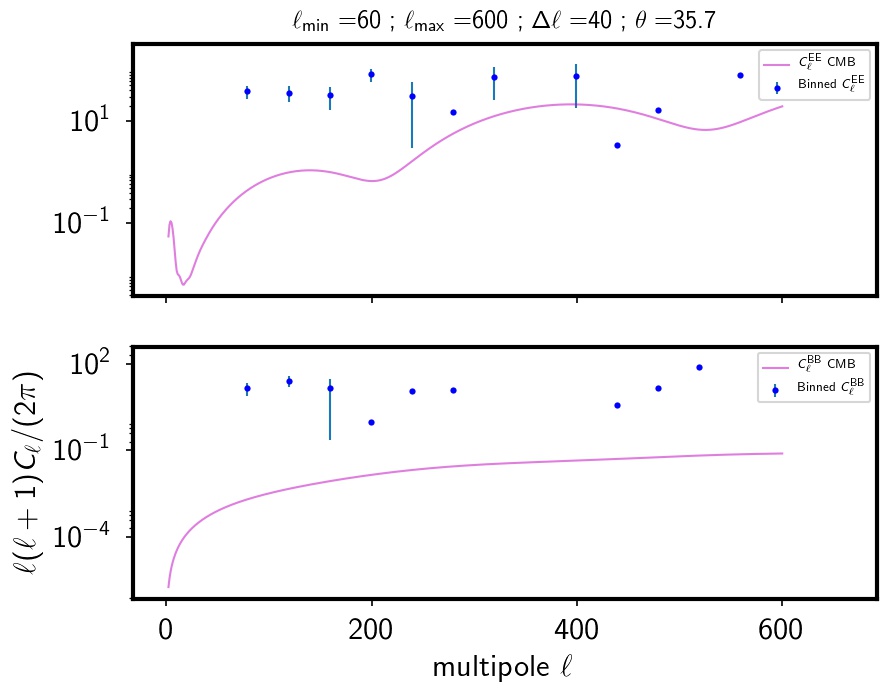 ℓ_min =60 ; ℓ_max =600 ; Δℓ =40 ; θ =35.7
C_ℓ^EE CMB
Binned C_ℓ^EE
10^1
10^−1
C_ℓ^BB CMB
Binned C_ℓ^BB
10^2
10^−1
10^−4
ℓ(ℓ + 1)C_ℓ/(2π)
0 200 400 600
multipole ℓ